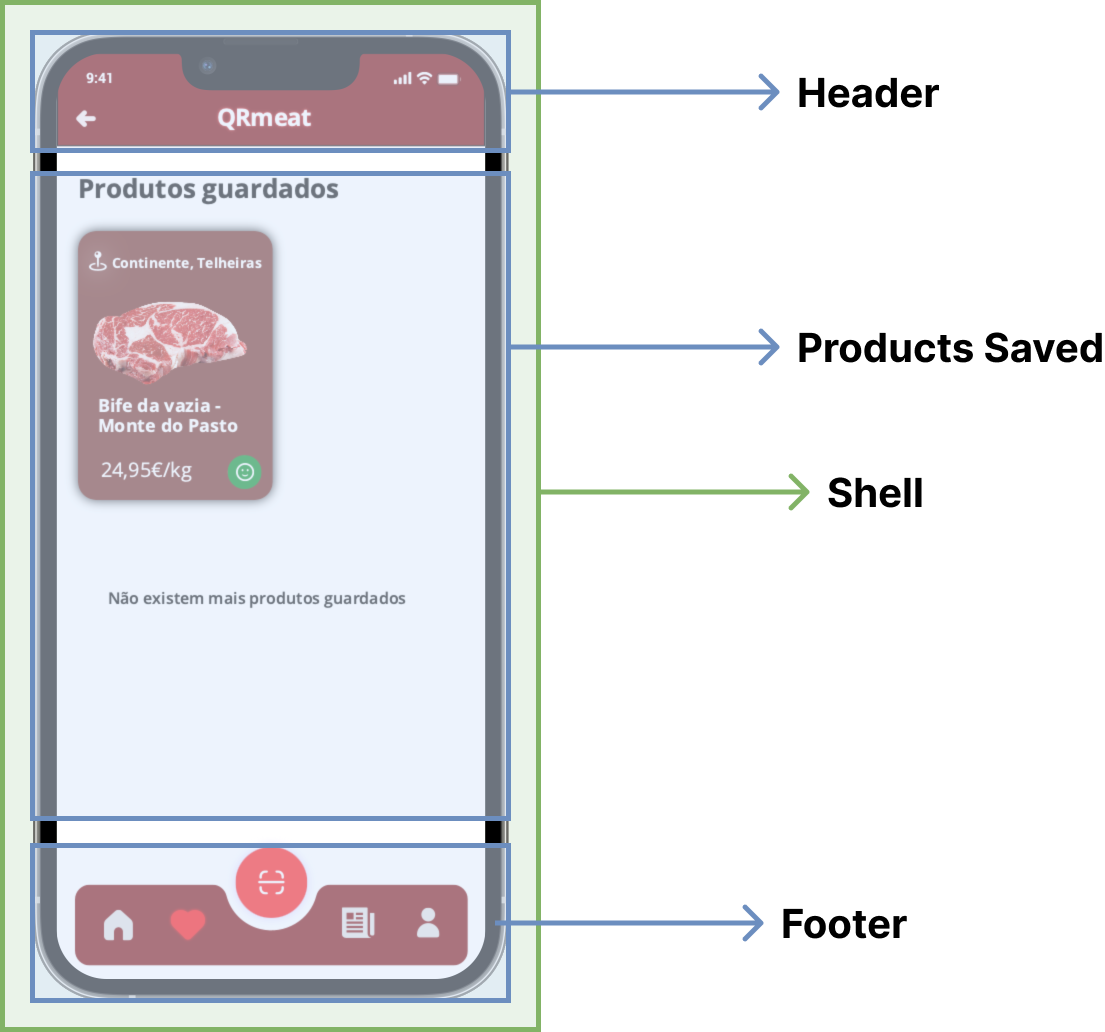 9:41
QRmeat
Header
Produtos guardados
Continente, Telheiras
Products Saved
Bife da vazia -
Monte do Pasto
24,95€/kg
Shell
Não existem mais produtos guardados
Footer